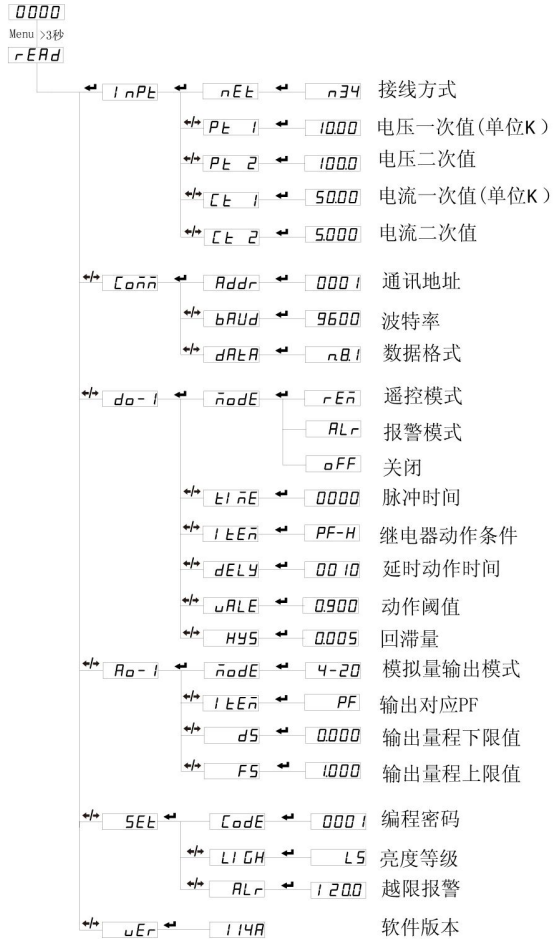 0000
Menu >3秒
rEAd
InPt nEt n34 接线方式
Pt 1 10.00 电压一次值(单位K)
Pt 2 100.0 电压二次值
Ct 1 50.00 电流一次值(单位K)
Ct 2 5.000 电流二次值
Comm Addr 0001 通讯地址
bAUd 9600 波特率
dAtA n.8.1 数据格式
do-1 modE rEm 遥控模式
ALr 报警模式
oFF 关闭
tImE 0000 脉冲时间
ItEm PF-H 继电器动作条件
dELy 0010 延时动作时间
vALE 0.900 动作阈值
HYS 0.005 回滞量
Ao-1 modE 4-20 模拟量输出模式
ItEm PF 输出对应PF
dS 0.000 输出量程下限值
FS 1.000 输出量程上限值
SEt CodE 0001 编程密码
LIGH LS 亮度等级
ALr 120.0 越限报警
vEr 114A 软件版本